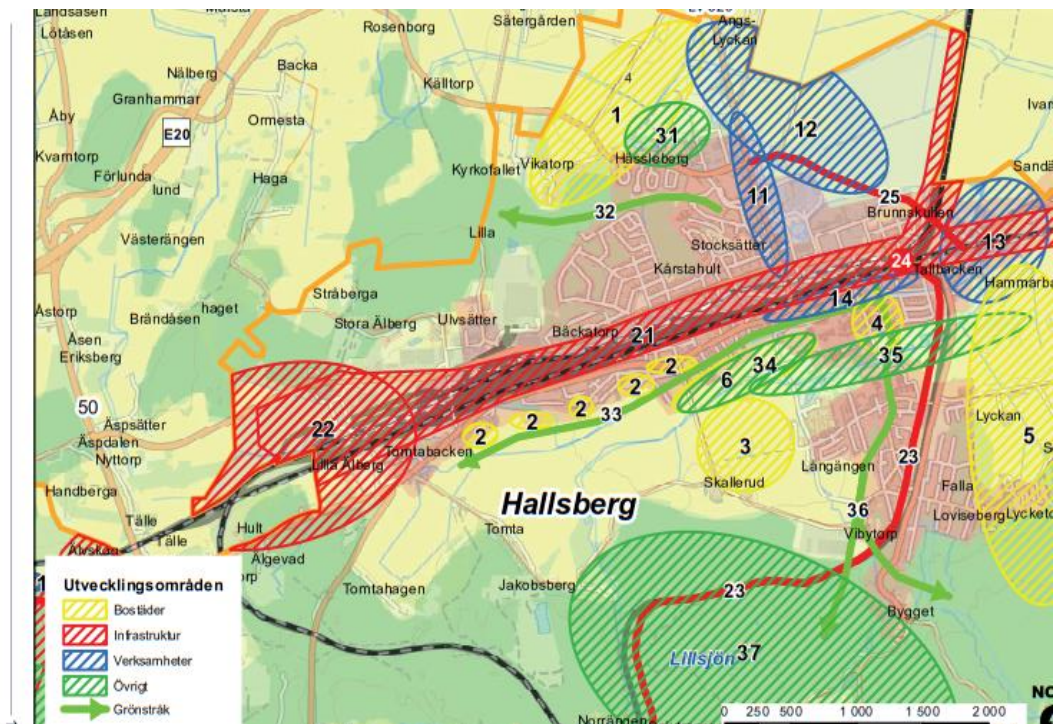 Landsåsen
Lötåsen
Rosenborg
Sätergården
Ängs-
Lyckan
Backa
Nälberg
Granhammar
Källtorp
4
1
Åby
E20
Ormesta
31
12
Ivar
Kvarntorp
Hässleberg
Kyrkofallet
Vikatorp
Förlunda
lund
Haga
11
25
Brunnskullen
32
Västerängen
Lilla
Stocksätter
13
Kårstahult
24
Tallbacken
Hammarba
Stråberga
14
haget
Åstorp
Brändåsen
Stora Älberg
Ulvsätter
Bäckatorp
21
4
Åsen
Eriksberg
35
34
2
6
2
50
2
33
2
2
Äspsätter
Äspdalen
Nyttorp
22
Lyckan
5
3
Tomtabacken
Lilla Älberg
Långängen
23
Skallerud
Handberga
Falla
Hallsberg
36
Loviseberg
Tälle
Tälle
Hult
Tomta
Vibytorp
Älgevad
Tomtahagen
Jakobsberg
23
Bygget
Utvecklingsområden
Bostäder
Infrastruktur
Verksamheter
Övrigt
Grönstråk
Lillsjön
37
Norrängen
0 250 500 1 000 1 500 2 000
NO